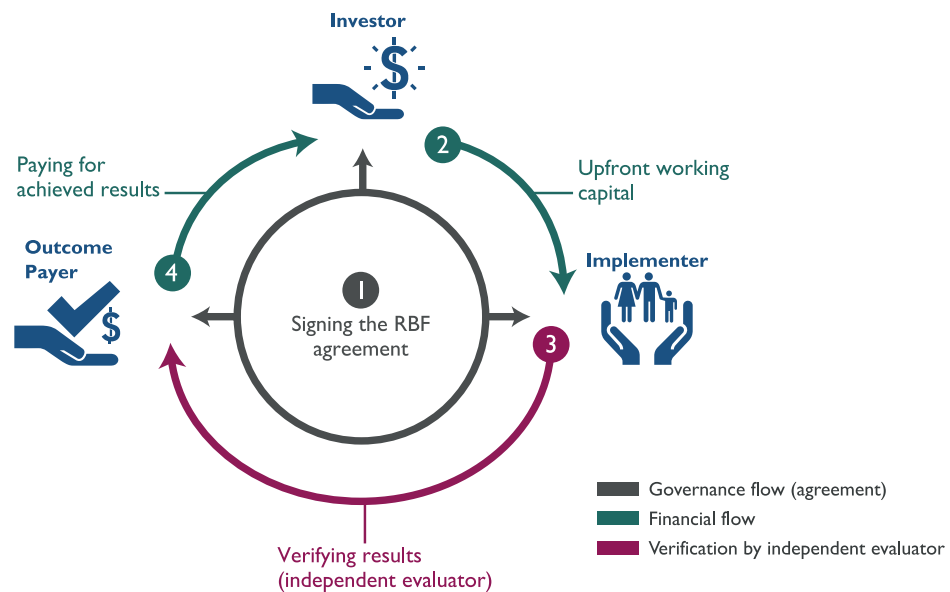 Investor
$
2
Paying for
achieved results
Upfront working
capital
Outcome
Payer
$
4
1
Signing the RBF
agreement
Implementer
3
Verifying results
(independent evaluator)
Governance flow (agreement)
Financial flow
Verification by independent evaluator